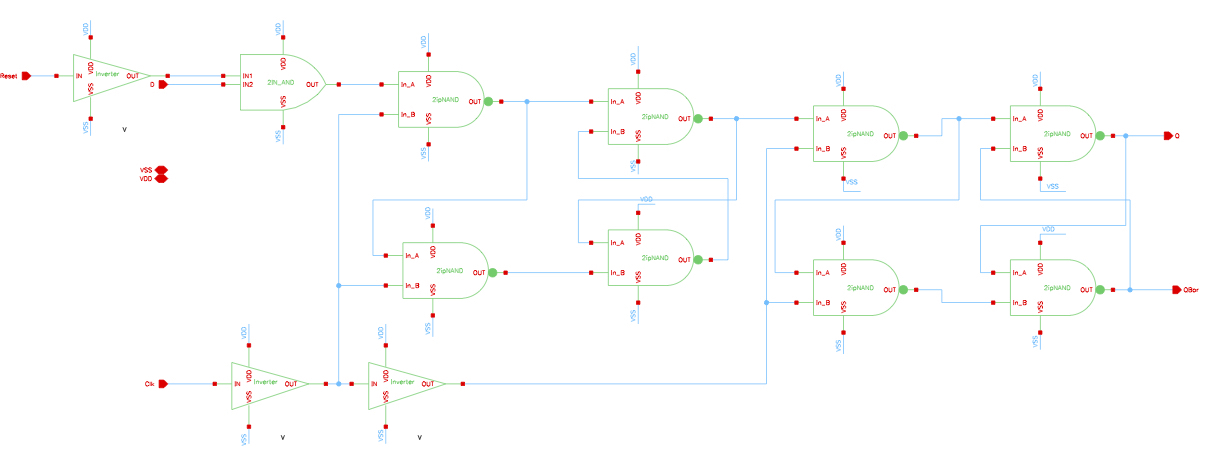 VDD
VDD
VDD
VDD
Reset
IN
VDD
Inverter
OUT
VSS
VSS
V
D
IN1
IN2
VDD
2IN_AND
OUT
VSS
VSS
In_A
In_B
VDD
2ipNAND
OUT
VSS
VSS
In_A
In_B
VDD
2ipNAND
OUT
VSS
VSS
VDD
In_A
In_B
VDD
2ipNAND
OUT
VSS
VSS
VDD
In_A
In_B
VDD
2ipNAND
OUT
VSS
VSS
Q
VSS
VDD
VDD
In_A
In_B
VDD
2ipNAND
OUT
VSS
VSS
VDD
In_A
In_B
VDD
2ipNAND
OUT
VSS
VSS
VDD
In_A
In_B
VDD
2ipNAND
OUT
VSS
VSS
VDD
In_A
In_B
VDD
2ipNAND
OUT
VSS
VSS
QBar
Clk
VDD
IN
VDD
Inverter
OUT
VSS
VSS
V
VDD
IN
VDD
Inverter
OUT
VSS
VSS
V